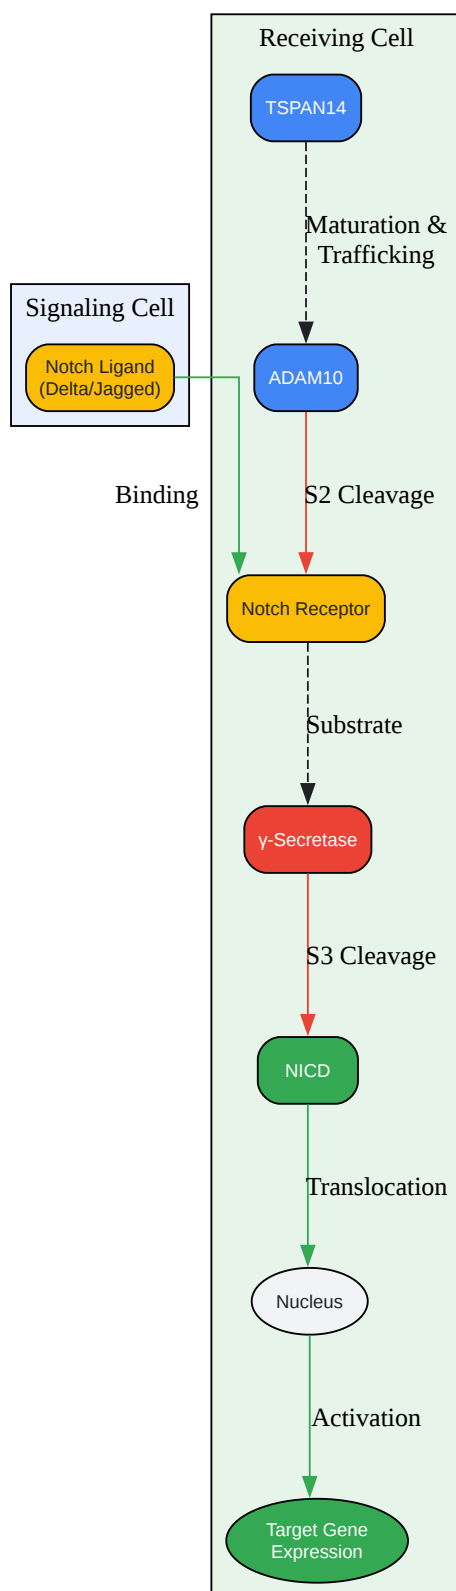 Receiving Cell
TSPAN14
Maturation &
Trafficking
Signaling Cell
Notch Ligand
(Delta/Jagged)
ADAM10
Binding
S2 Cleavage
Notch Receptor
Substrate
γ-Secretase
S3 Cleavage
NICD
Translocation
Nucleus
Activation
Target Gene
Expression